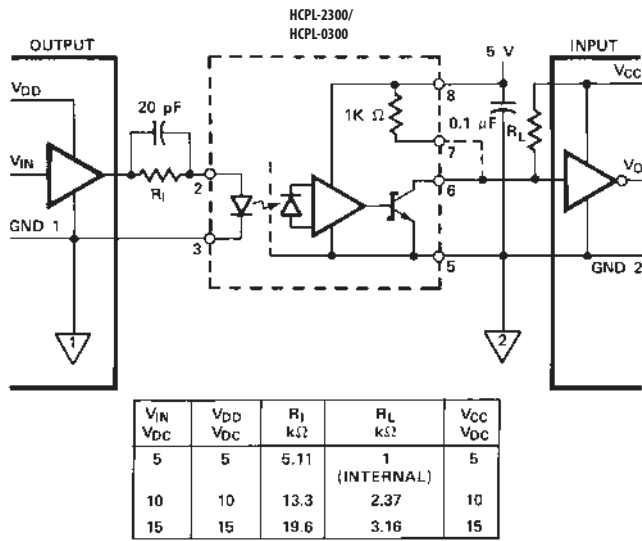 HCPL-2300/
HCPL-0300
OUTPUT
5 V
INPUT
VDD
20 pF
8
VCC
1K Ω
0.1 µF
RL
7
VIN
RI
2
6
VO
GND 1
3
5
GND 2
1
2
VIN VDD RI RL VCC
VDC VDC kΩ kΩ VDC
5 5 5.11 1 5
(INTERNAL)
10 10 13.3 2.37 10
15 15 19.6 3.16 15